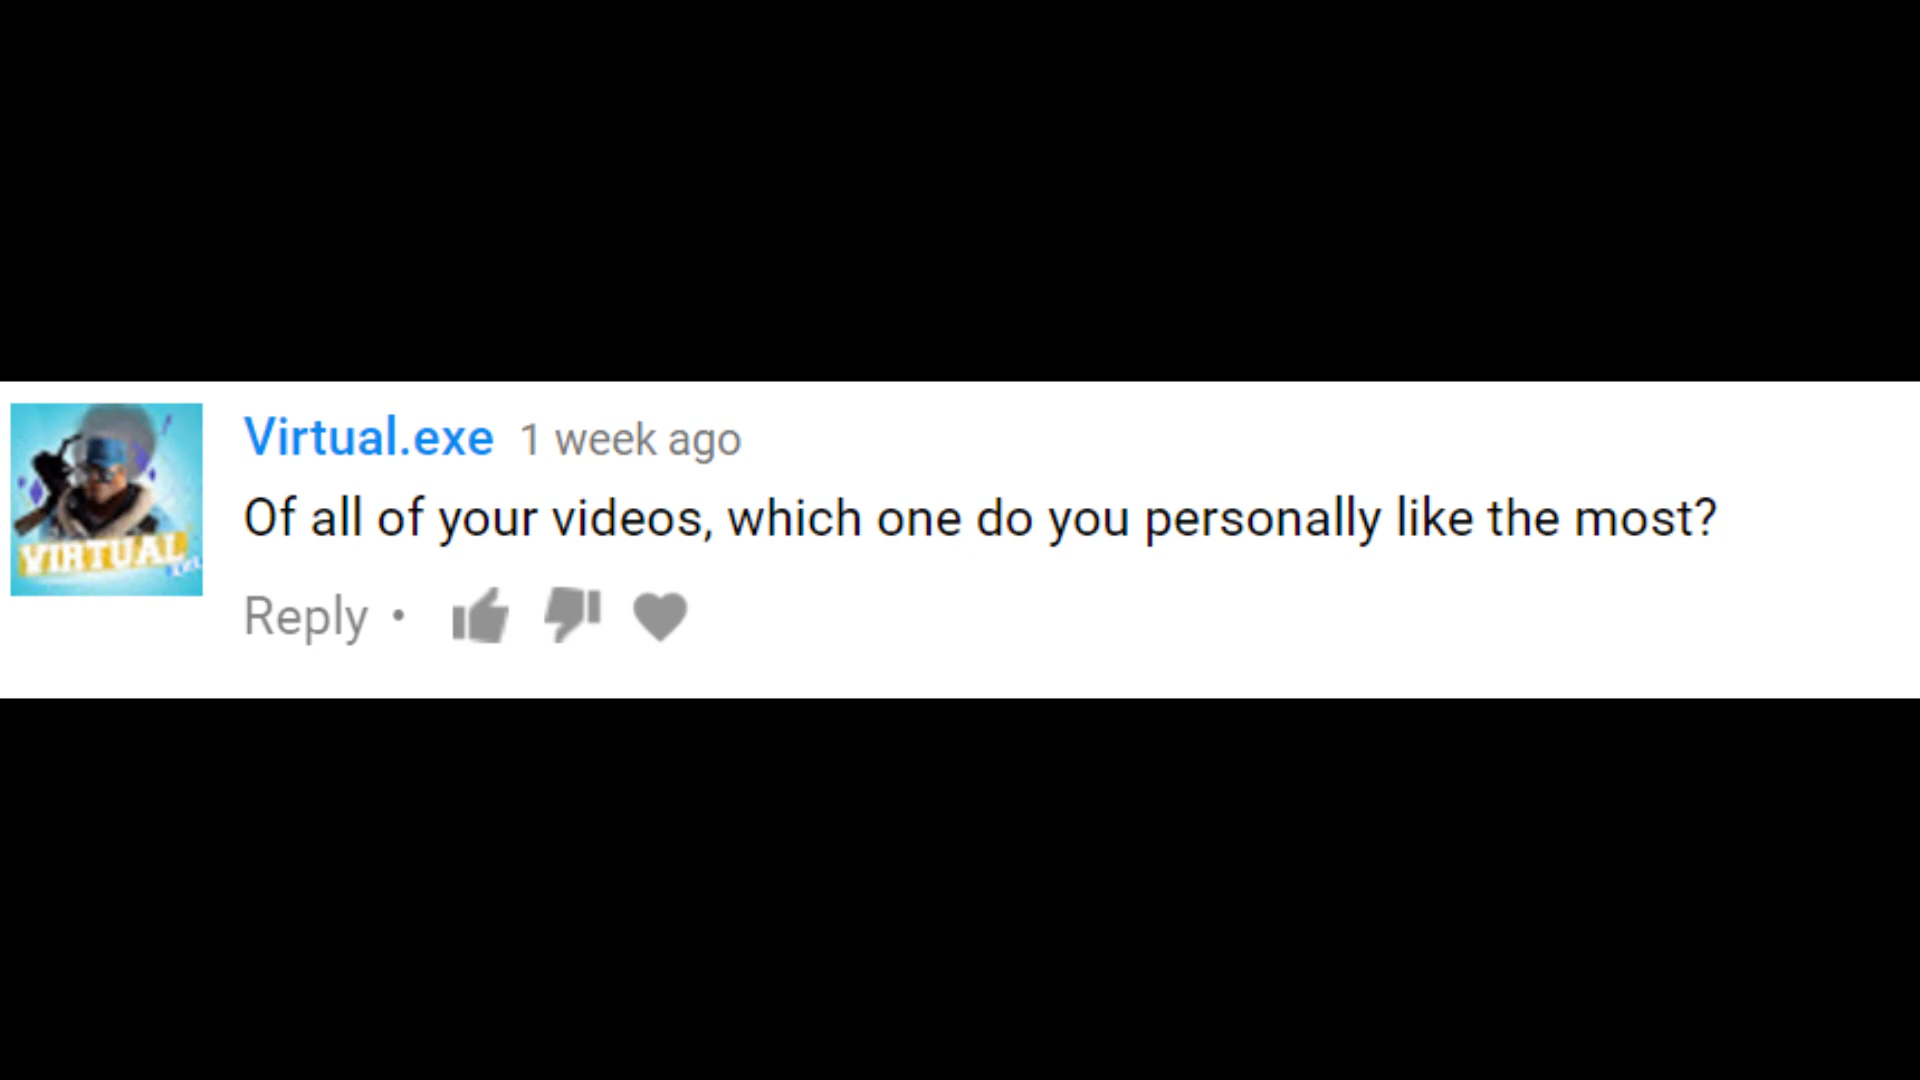 Virtual.exe 1 week ago
Of all of your videos, which one do you personally like the most?
VIRTUAL
Reply •